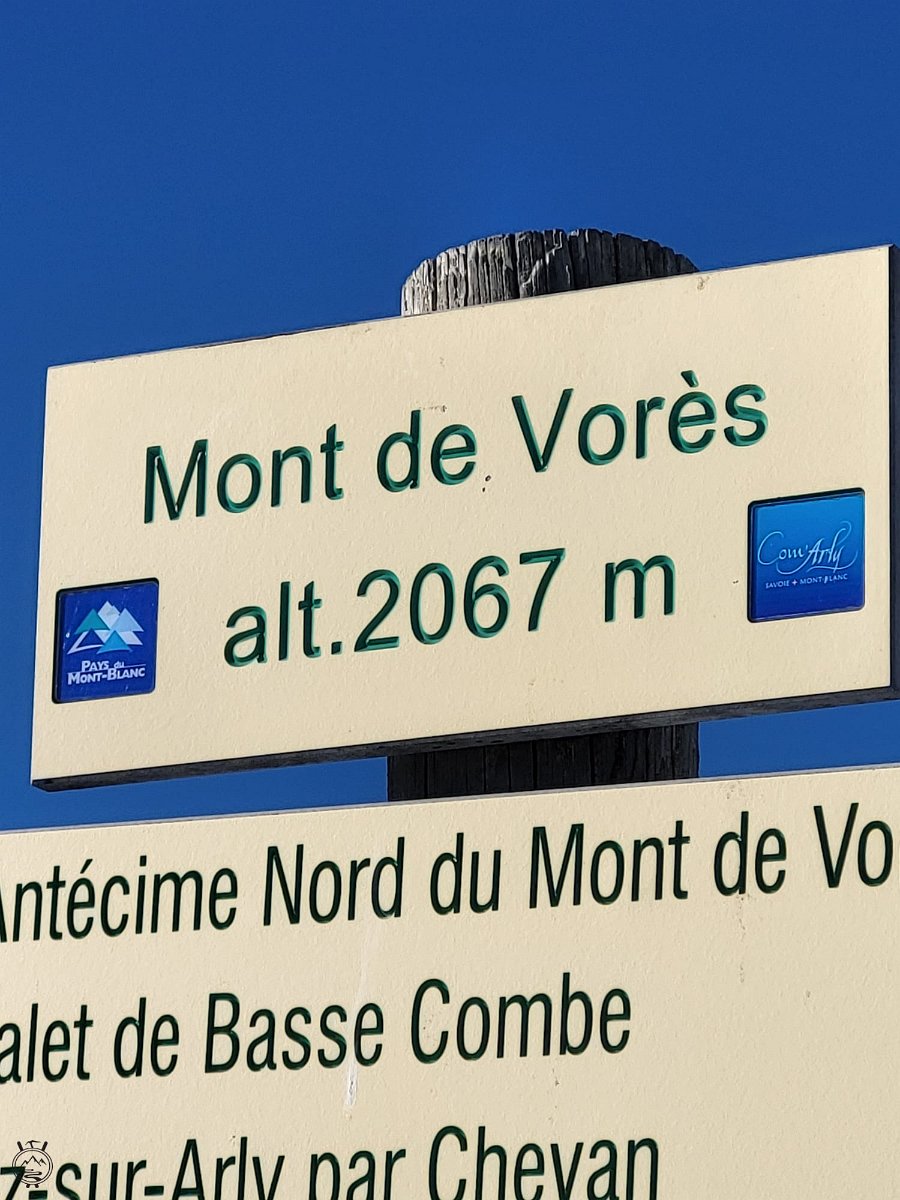 Mont de Vorès
alt.2067 m
Com'Arly
SAVOIE + MONT-BLANC
PAYS du
MONT-BLANC
Antécime Nord du Mont de Vo
alet de Basse Combe
z-sur-Arly par Chevan